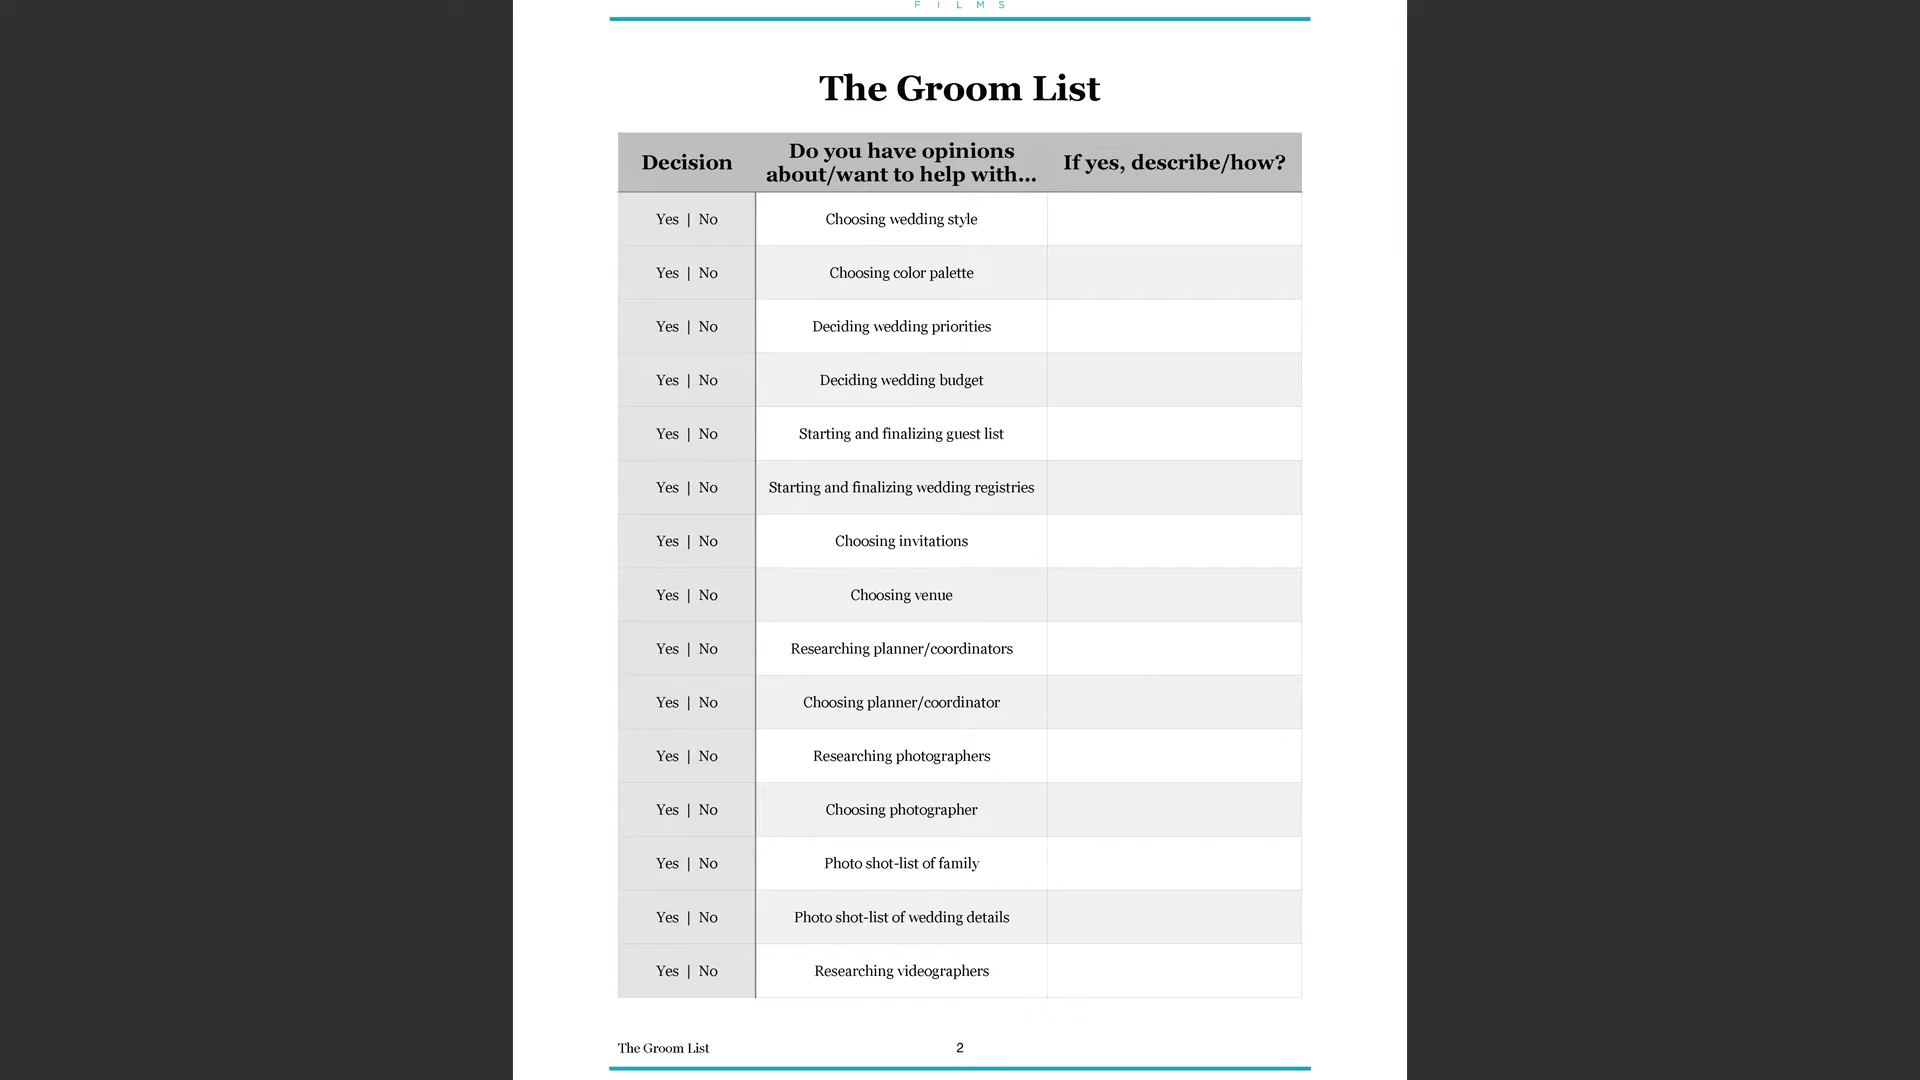 FILMS
The Groom List
Decision
Do you have opinions
about/want to help with...
If yes, describe/how?
Yes | No
Choosing wedding style
Yes | No
Choosing color palette
Yes | No
Deciding wedding priorities
Yes | No
Deciding wedding budget
Yes | No
Starting and finalizing guest list
Yes | No
Starting and finalizing wedding registries
Yes | No
Choosing invitations
Yes | No
Choosing venue
Yes | No
Researching planner/coordinators
Yes | No
Choosing planner/coordinator
Yes | No
Researching photographers
Yes | No
Choosing photographer
Yes | No
Photo shot-list of family
Yes | No
Photo shot-list of wedding details
Yes | No
Researching videographers
The Groom List
2